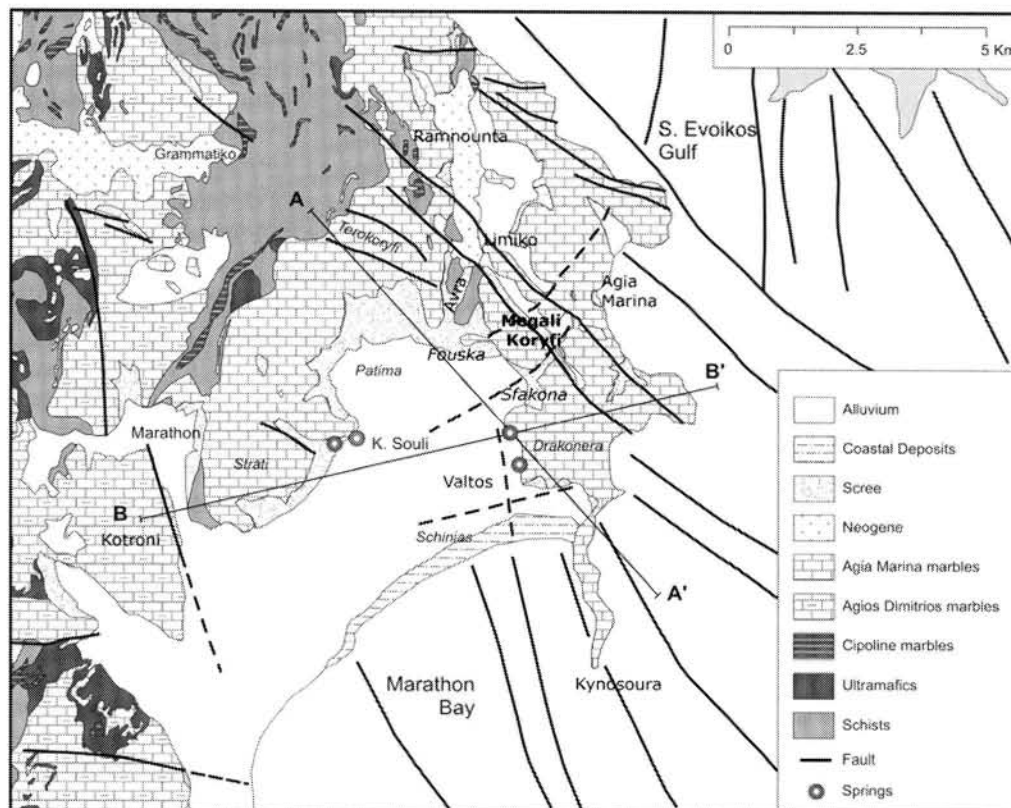 0 2.5 5 Km
S. Evoikos
Gulf
Ramnounta
Grammatiko
A
Terokoryfi
Limiko
Avra
Agia
Marina
Megali
Koryfi
Fouska
Patima
B'
Sfakona
Marathon
K. Souli
Drakonera
Strati
Valtos
B
Kotroni
Schinias
A'
Kynosoura
Marathon
Bay
Alluvium
Coastal Deposits
Scree
Neogene
Agia Marina marbles
Agios Dimitrios marbles
Cipoline marbles
Ultramafics
Schists
Fault
Springs